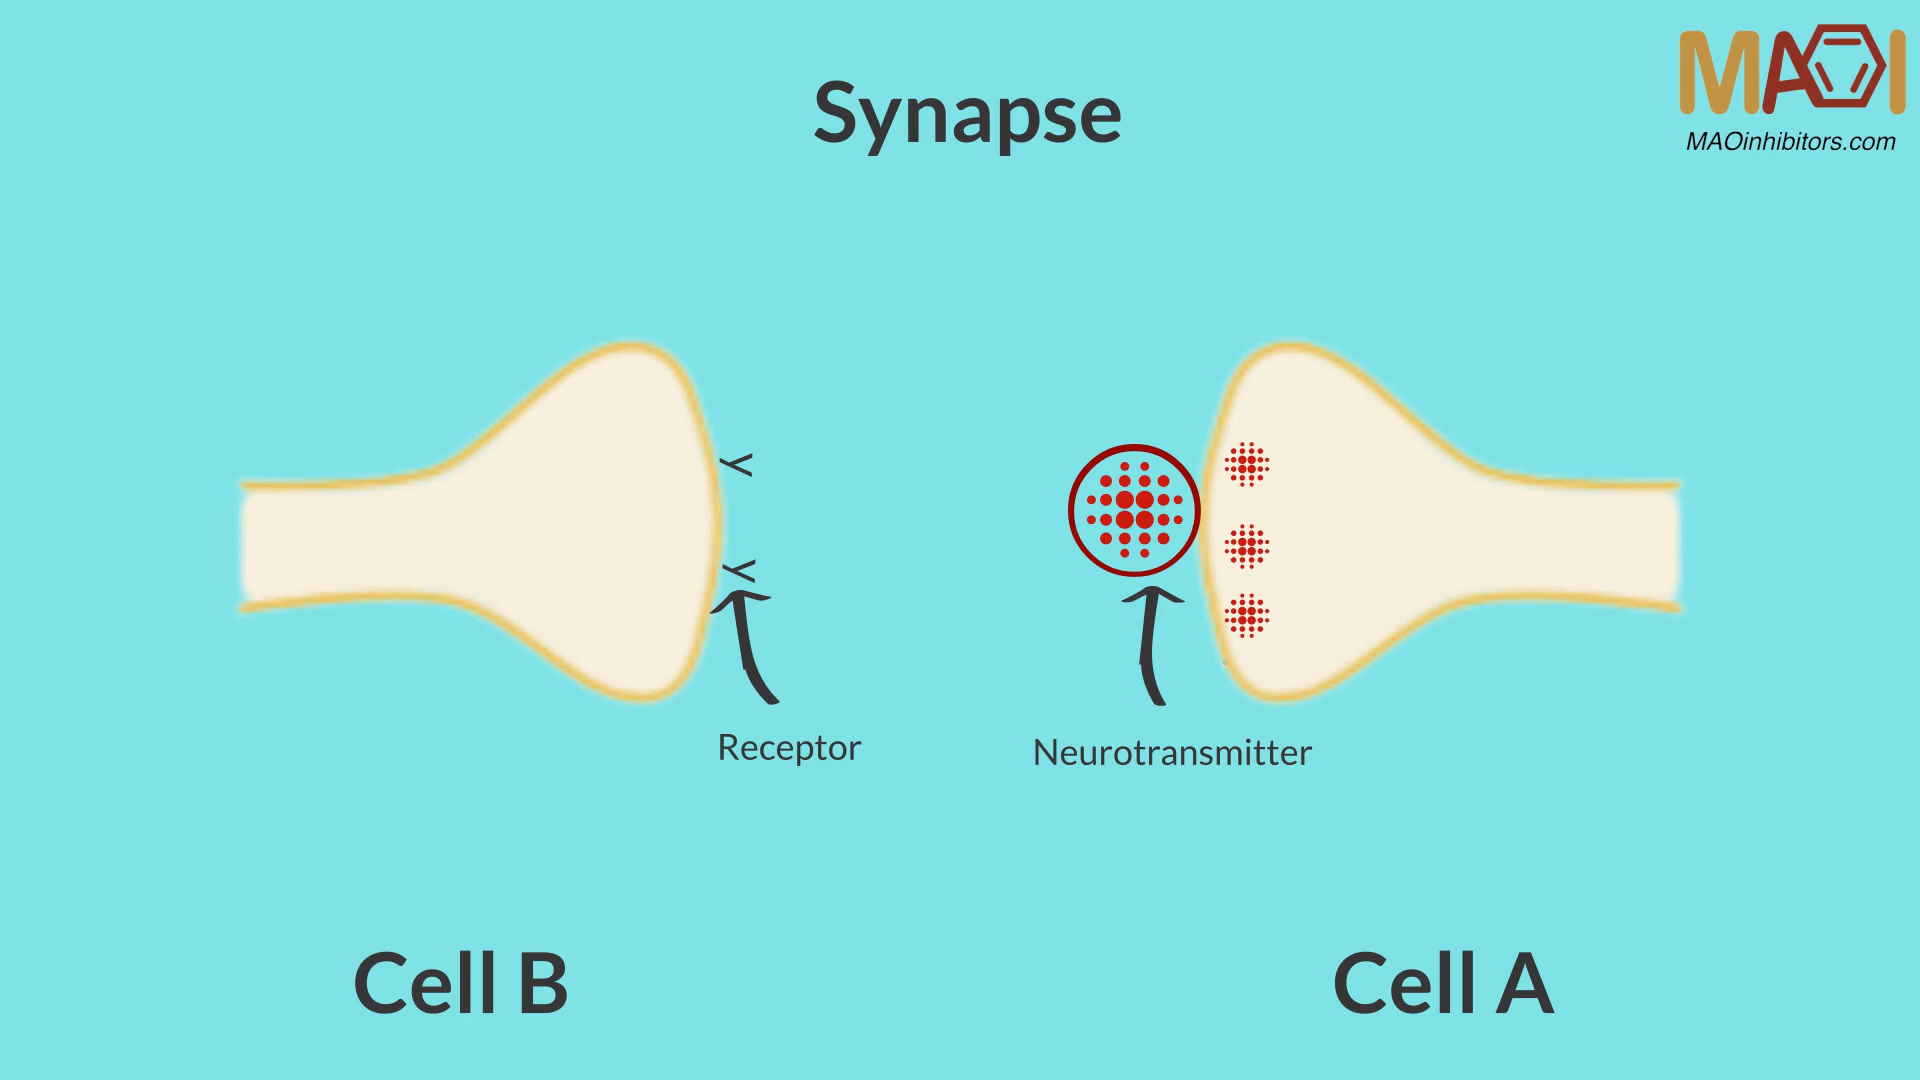 Synapse
MAOI
MAOinhibitors.com
Receptor
Neurotransmitter
Cell B
Cell A